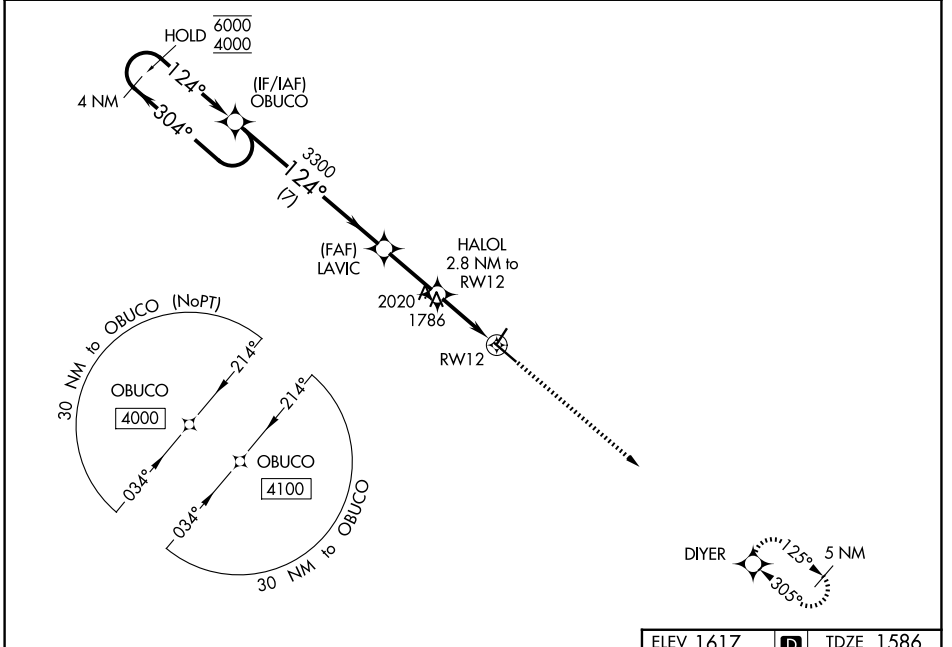 HOLD 6000
4000
124°
4 NM
304°
(IF/IAF)
OBUCO
3300
124°
(7)
(FAF)
LAVIC
HALOL
2.8 NM to
RW12
2020
1786
RW12
30 NM to OBUCO (NoPT)
214°
OBUCO
4000
034°
214°
OBUCO
4100
034°
30 NM to OBUCO
DIYER
125°
5 NM
305°
ELEV 1617 D TDZE 1586